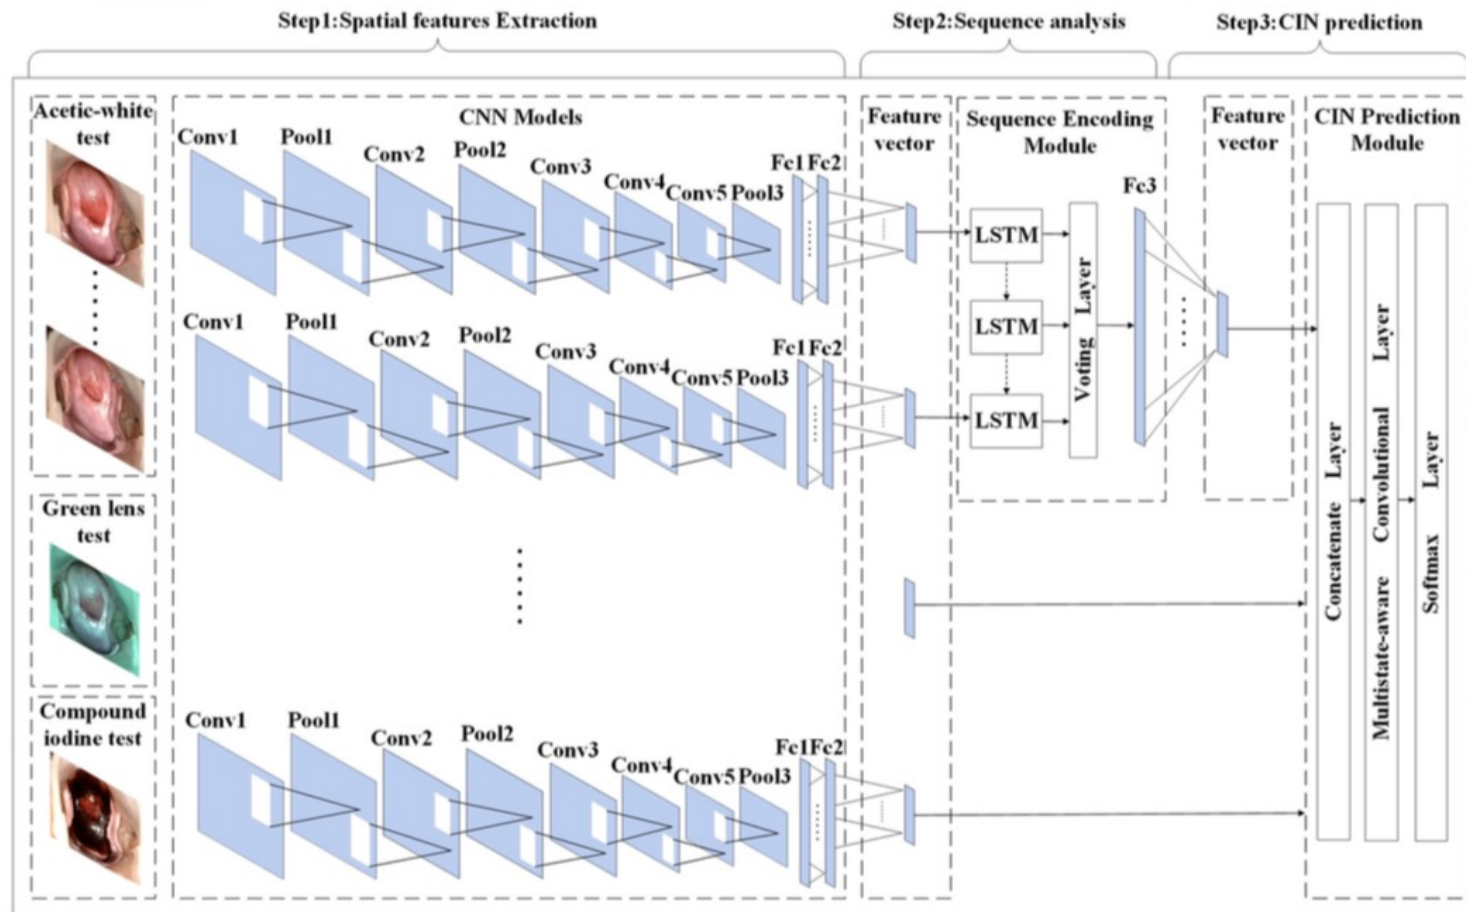 Step1:Spatial features Extraction
Step2:Sequence analysis
Step3:CIN prediction
Acetic-white
test
CNN Models
Feature
vector
Sequence Encoding
Module
Feature
vector
CIN Prediction
Module
Conv1
Pool1
Conv2
Pool2
Conv3
Conv4
Conv5
Pool3
Fc1
Fc2
LSTM
LSTM
LSTM
Voting Layer
Fc3
Conv1
Pool1
Conv2
Pool2
Conv3
Conv4
Conv5
Pool3
Fc1
Fc2
Green lens
test
Concatenate Layer
Multistate-aware Convolutional Layer
Softmax Layer
Compound
iodine test
Conv1
Pool1
Conv2
Pool2
Conv3
Conv4
Conv5
Pool3
Fc1
Fc2